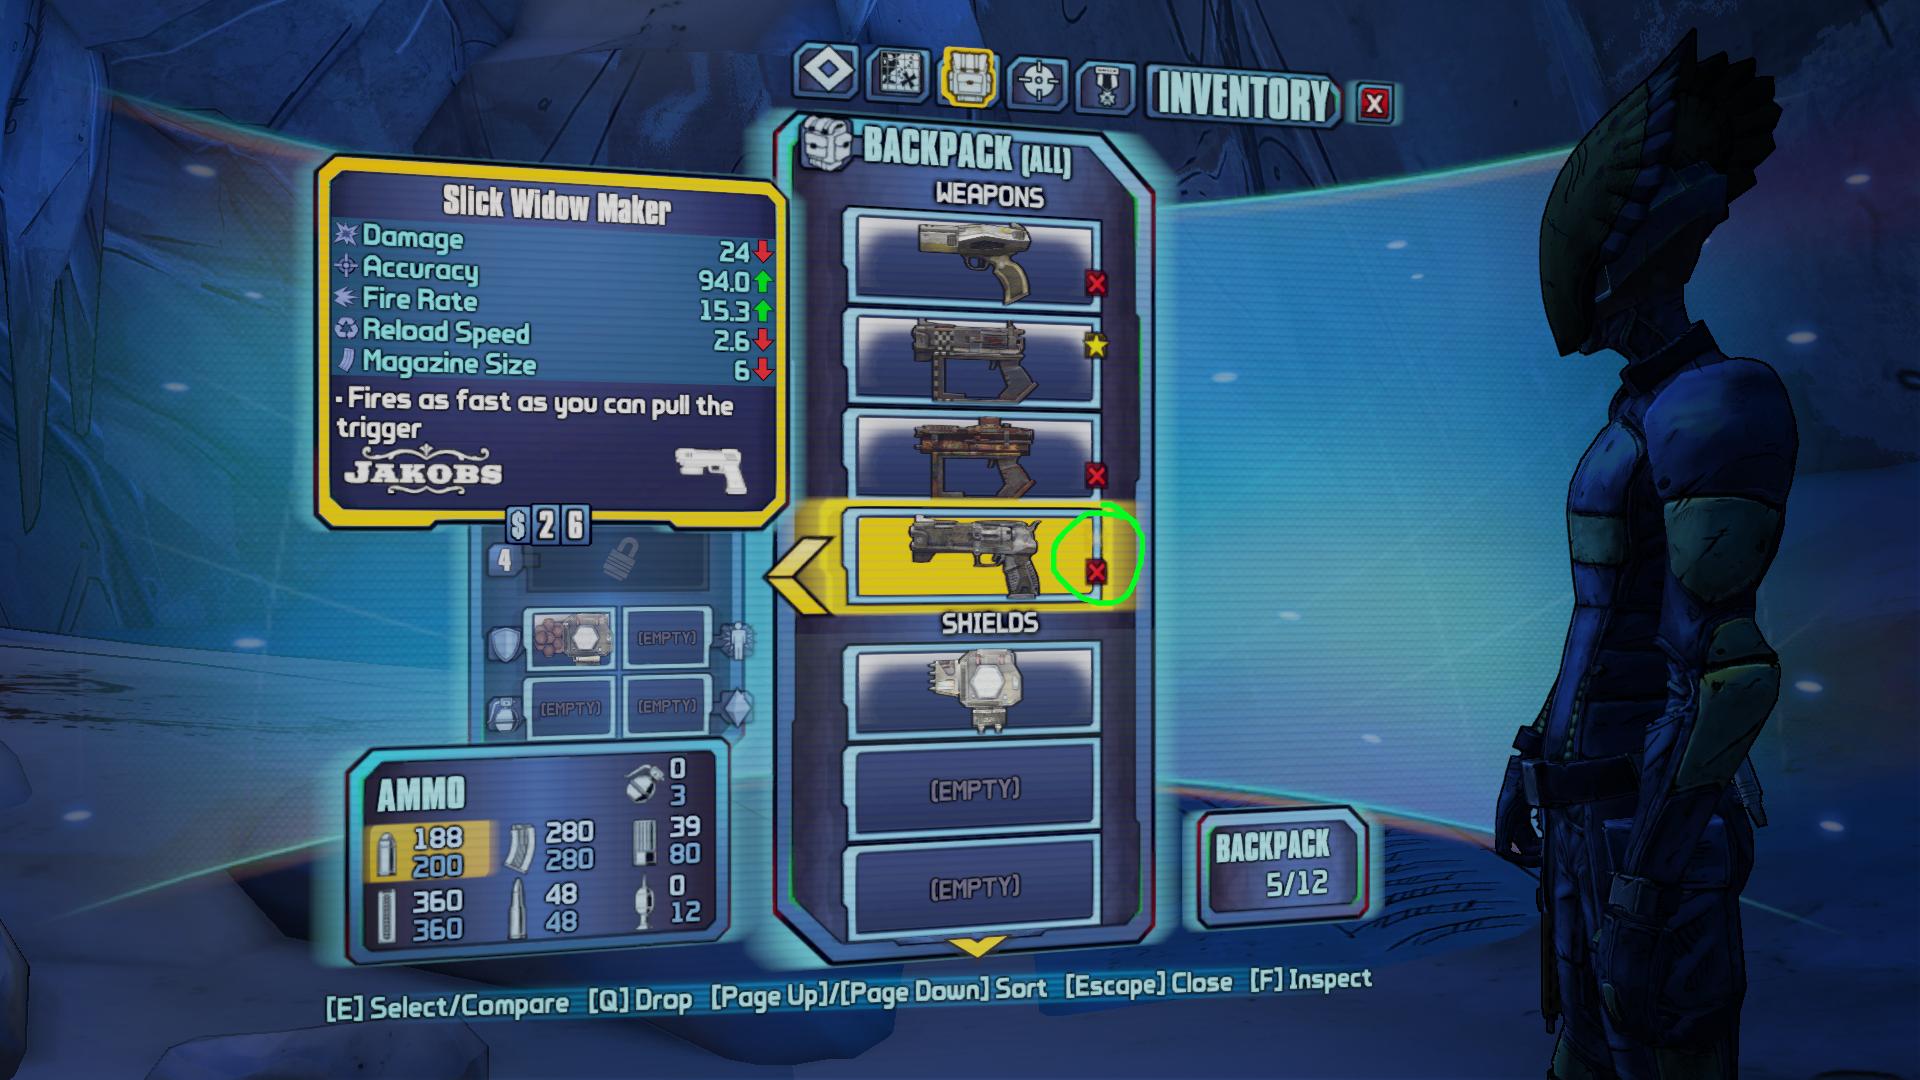 INVENTORY X
BACKPACK (ALL)
WEAPONS
Slick Widow Maker
Damage 24
Accuracy 94.0
Fire Rate 15.3
Reload Speed 2.6
Magazine Size 6
· Fires as fast as you can pull the
trigger
JAKOBS
$26
4
SHIELDS
(EMPTY)
(EMPTY) (EMPTY)
(EMPTY)
(EMPTY)
AMMO
188
200
280
280
0
3
39
80
360
360
48
48
0
12
BACKPACK
5/12
[E] Select/Compare [Q] Drop [Page Up]/[Page Down] Sort [Escape] Close [F] Inspect